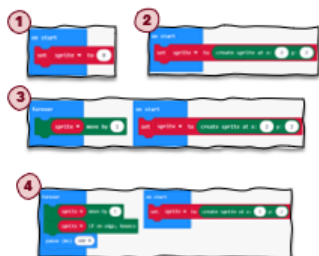 1
on start
set sprite ▾ to 0
2
on start
set sprite ▾ to create sprite at x: 2 y: 2
3
forever
sprite ▾ move by 1
on start
set sprite ▾ to create sprite at x: 2 y: 2
4
forever
sprite ▾ move by 1
sprite ▾ if on edge, bounce
pause (ms)
on start
set sprite ▾ to create sprite at x: 2 y: 2